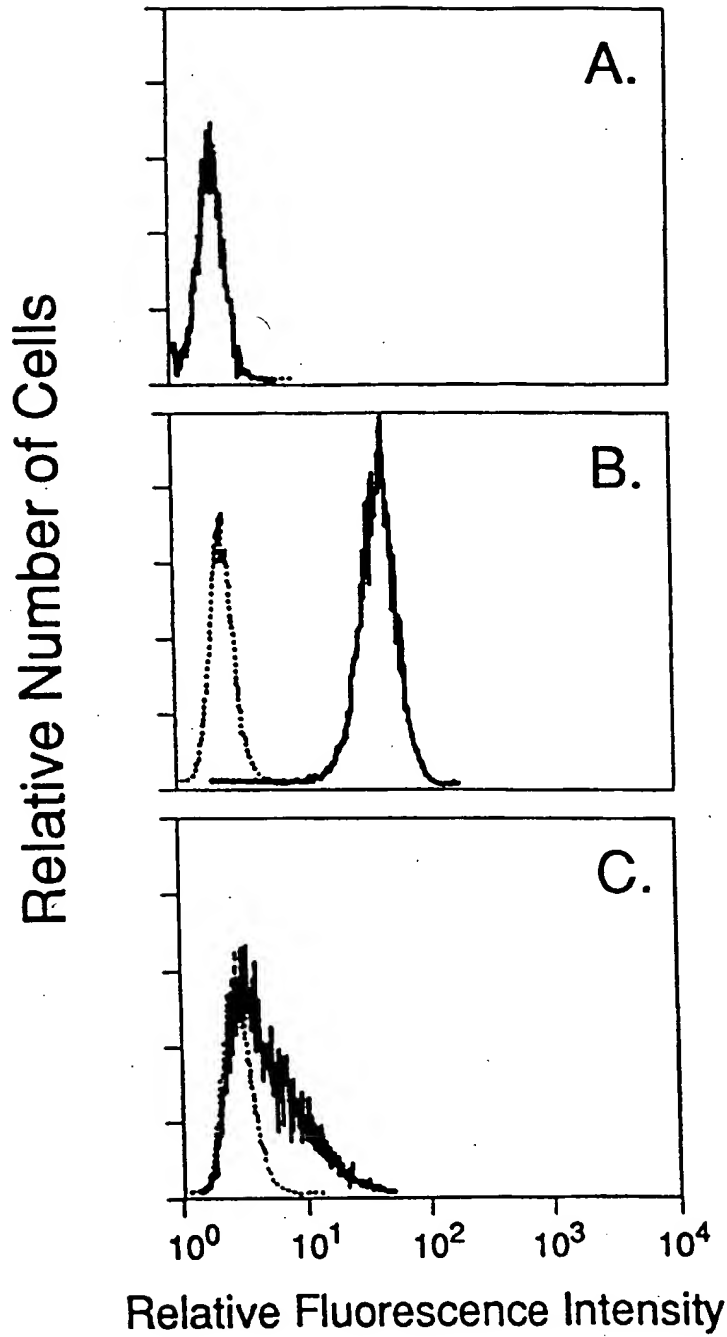 A.
B.
C.
Relative Number of Cells
10⁰ 10¹ 10² 10³ 10⁴
Relative Fluorescence Intensity